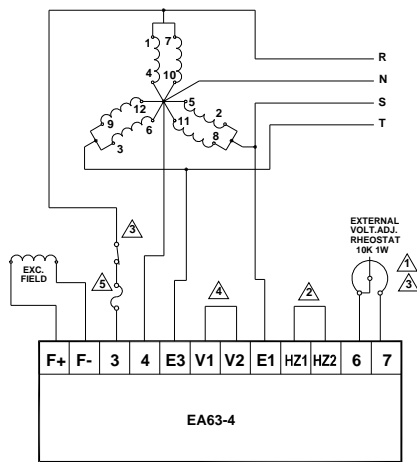 1 7
R
4 10
N
12 5
S
9 11 2
6
T
3 8
EXTERNAL
VOLT.ADJ.
RHEOSTAT
10K 1W
3
1
EXC.
FIELD
5
4
2
3
F+ F- 3 4 E3 V1 V2 E1 HZ1 HZ2 6 7
EA63-4